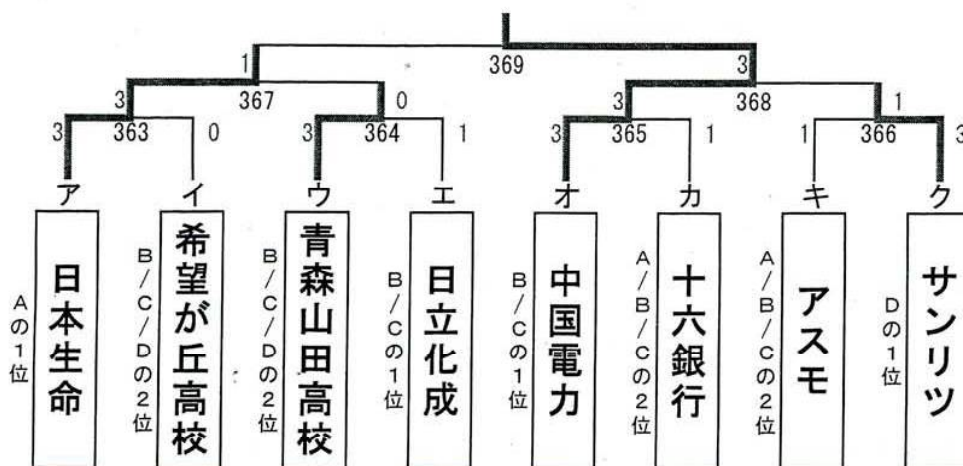 369
1
3
367
368
3
0
3
1
363
364
365
366
3
0
3
1
3
1
1
3
ア
イ
ウ
エ
オ
カ
キ
ク
Aの1位
日本生命
B/C/Dの2位
希望が丘高校
B/C/Dの2位
青森山田高校
B/Cの1位
日立化成
B/Cの1位
中国電力
A/B/Cの2位
十六銀行
A/B/Cの2位
アスモ
Dの1位
サンリツ